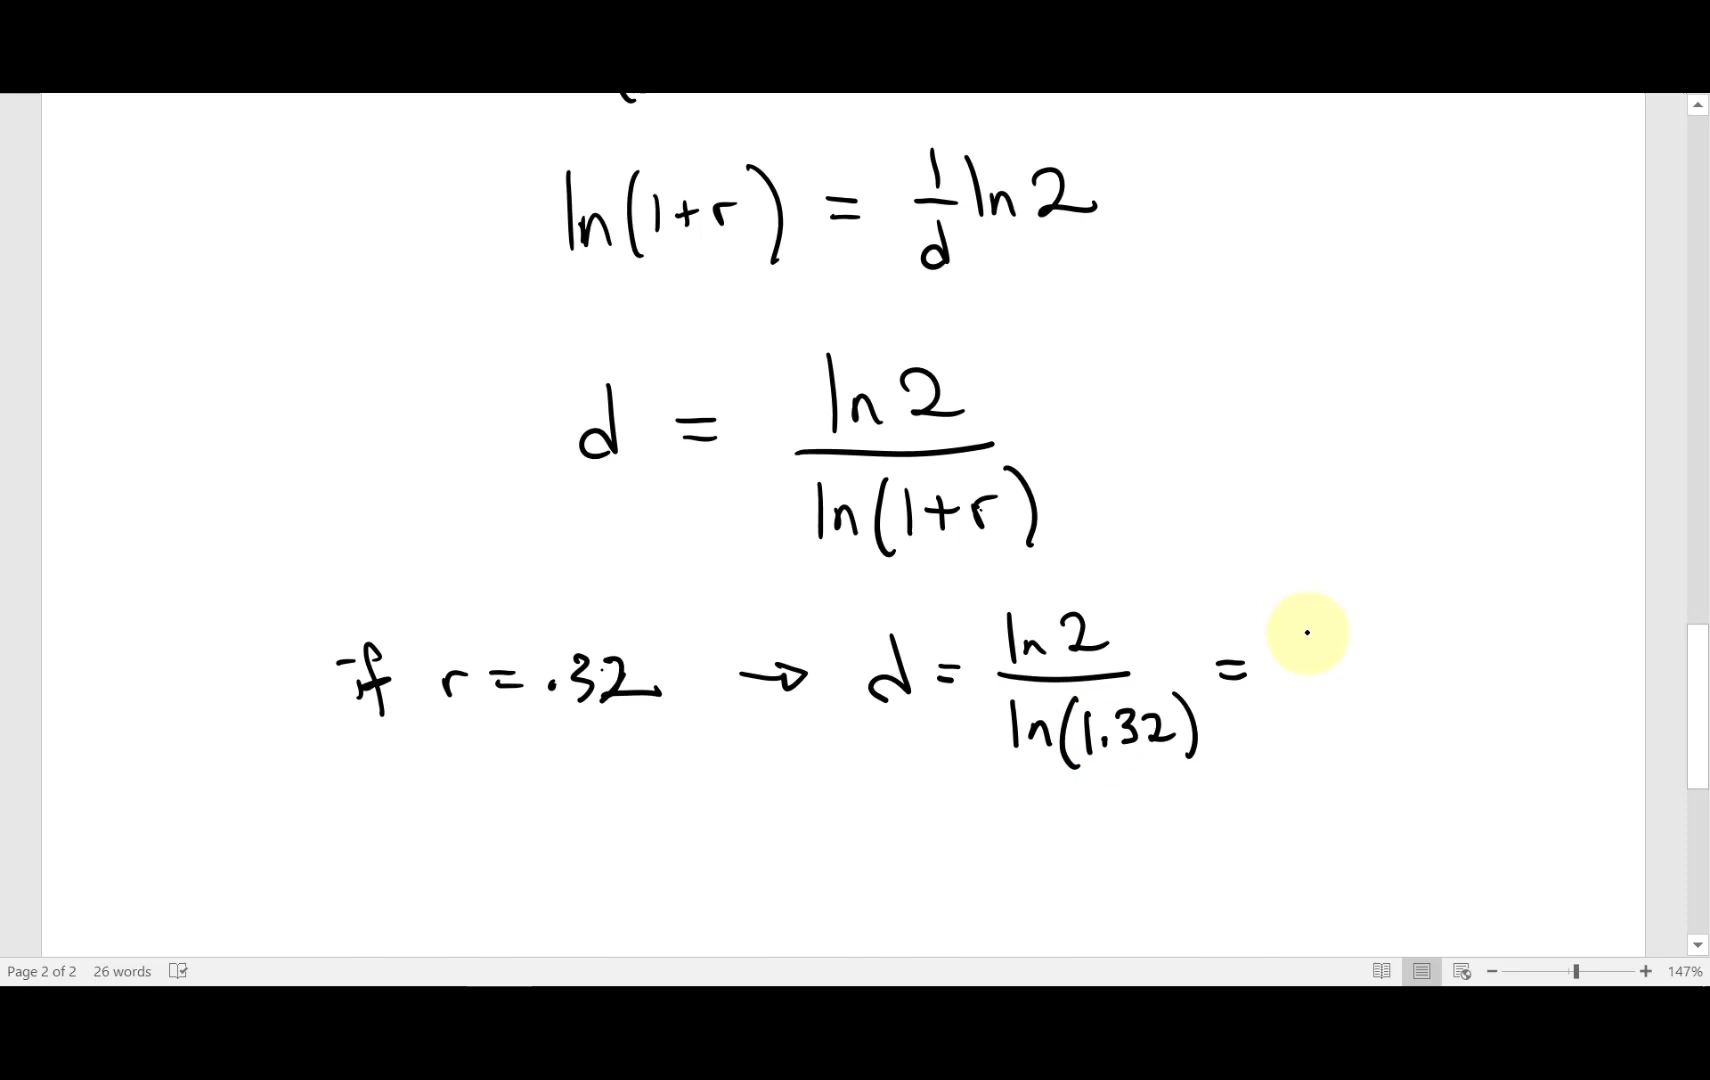 ln(1+r) = 1/d ln 2
d = ln 2 / ln(1+r)
if r = .32 → d = ln 2 / ln(1.32) =
Page 2 of 2 26 words 147%